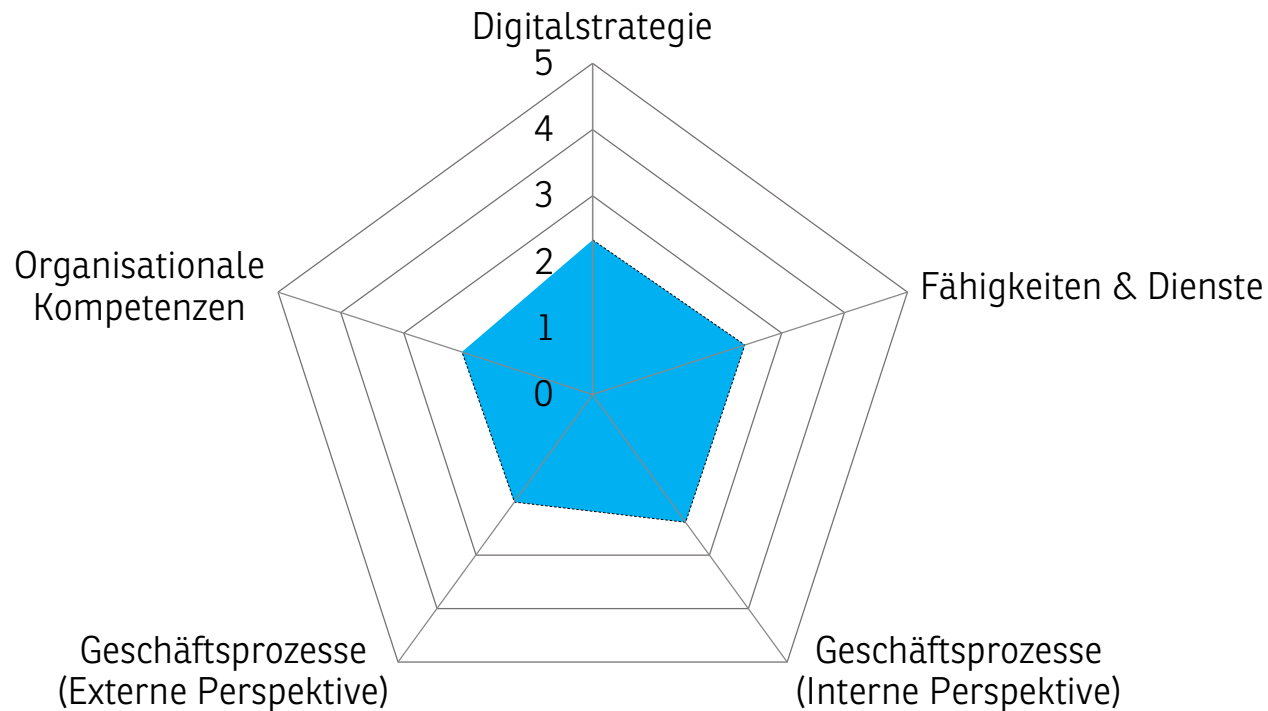 Digitalstrategie
5
4
3
2
1
0
Organisationale
Kompetenzen
Fähigkeiten & Dienste
Geschäftsprozesse
(Externe Perspektive)
Geschäftsprozesse
(Interne Perspektive)